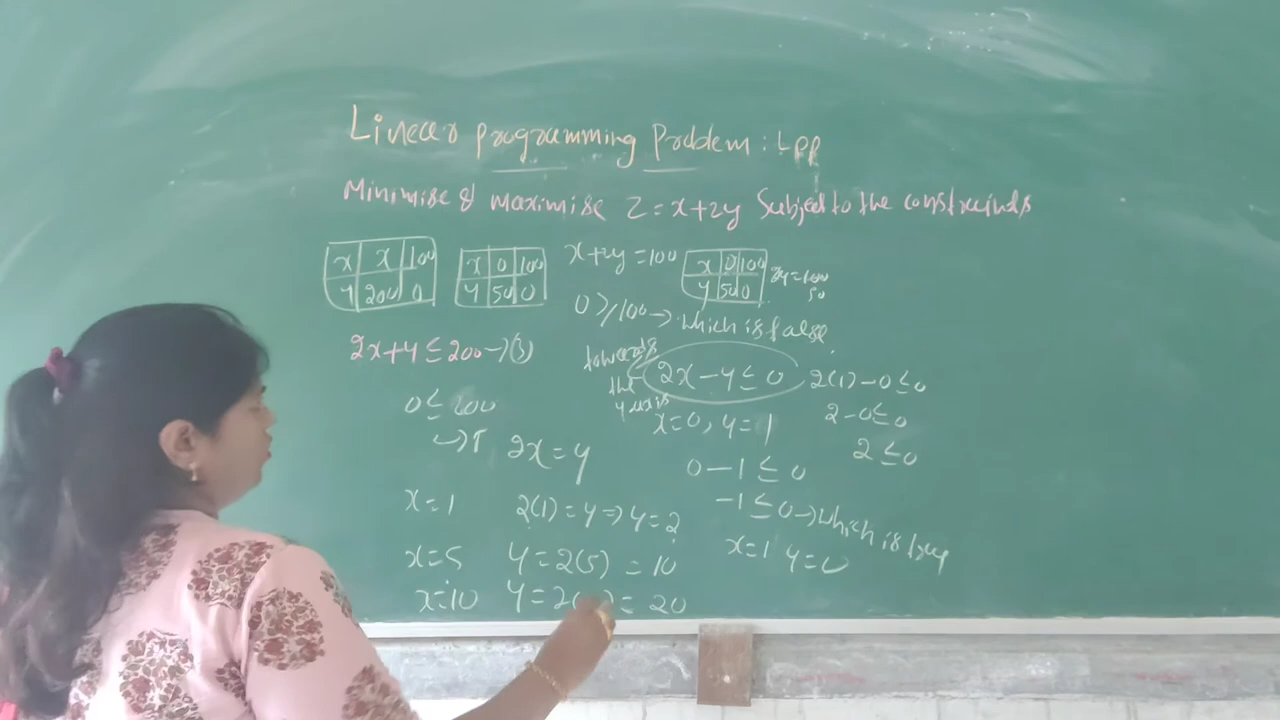 Linear programming Problem: LPP
Minimise & maximise Z = x+2y Subject to the constraints
x x 100
y 200 0
x 0 100
y 50 0
x+2y = 100
x 0 100
y 50 0
2y=100
50
0 ≥ 100 → which is false.
2x+y ≤ 200 → (3)
towards
the
y axis
2x - y ≤ 0
2(1) - 0 ≤ 0
0 ≤ 200
x=0, y=1
2 - 0 ≤ 0
↳ T
2x = y
0 - 1 ≤ 0
2 ≤ 0
x = 1
2(1) = y ⇒ y = 2
-1 ≤ 0 → which is true
x = 5
y = 2(5) = 10
x=1 y=0
x = 10
y = 2( ) = 20